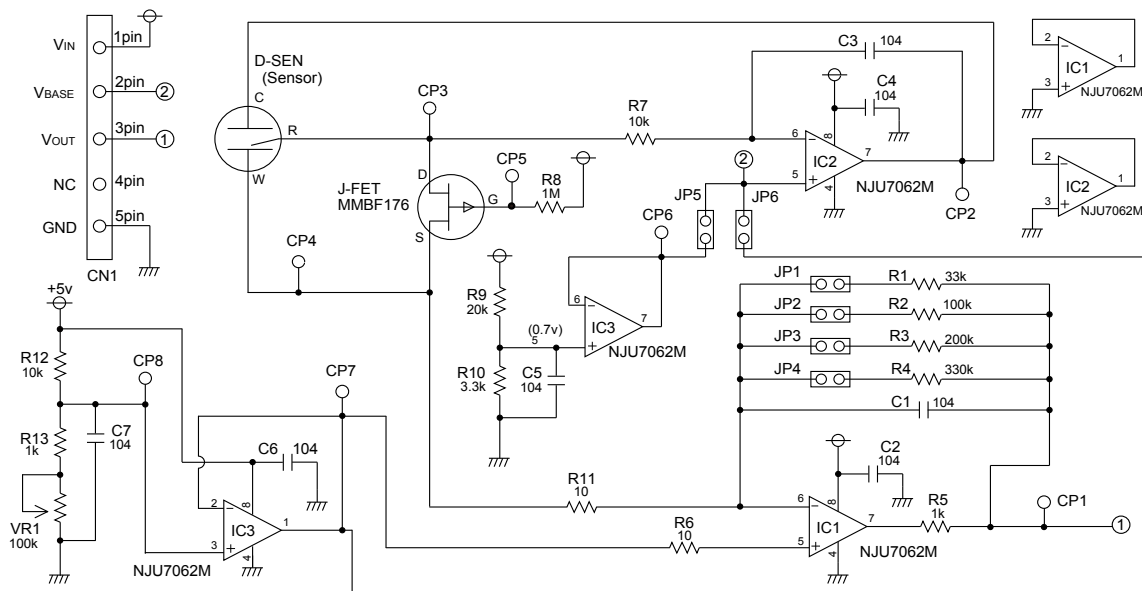 VIN
1pin
VBASE
2pin
②
VOUT
3pin
①
NC
4pin
GND
5pin
CN1
D-SEN
(Sensor)
C
R
W
CP3
R7
10k
C3
104
C4
104
6
8
IC2
7
5
4
NJU7062M
CP2
②
2
IC1
1
3
NJU7062M
2
IC2
1
3
NJU7062M
J-FET
MMBF176
D
G
S
CP5
R8
1M
JP5
JP6
CP6
CP4
R9
20k
(0.7v)
5
6
7
IC3
NJU7062M
R10
3.3k
C5
104
JP1
R1
33k
JP2
R2
100k
JP3
R3
200k
JP4
R4
330k
C1
104
+5v
R12
10k
CP8
CP7
R13
1k
C7
104
VR1
100k
C6
104
2
8
IC3
1
3
4
NJU7062M
R11
10
R6
10
C2
104
6
8
IC1
7
5
4
NJU7062M
R5
1k
CP1
①